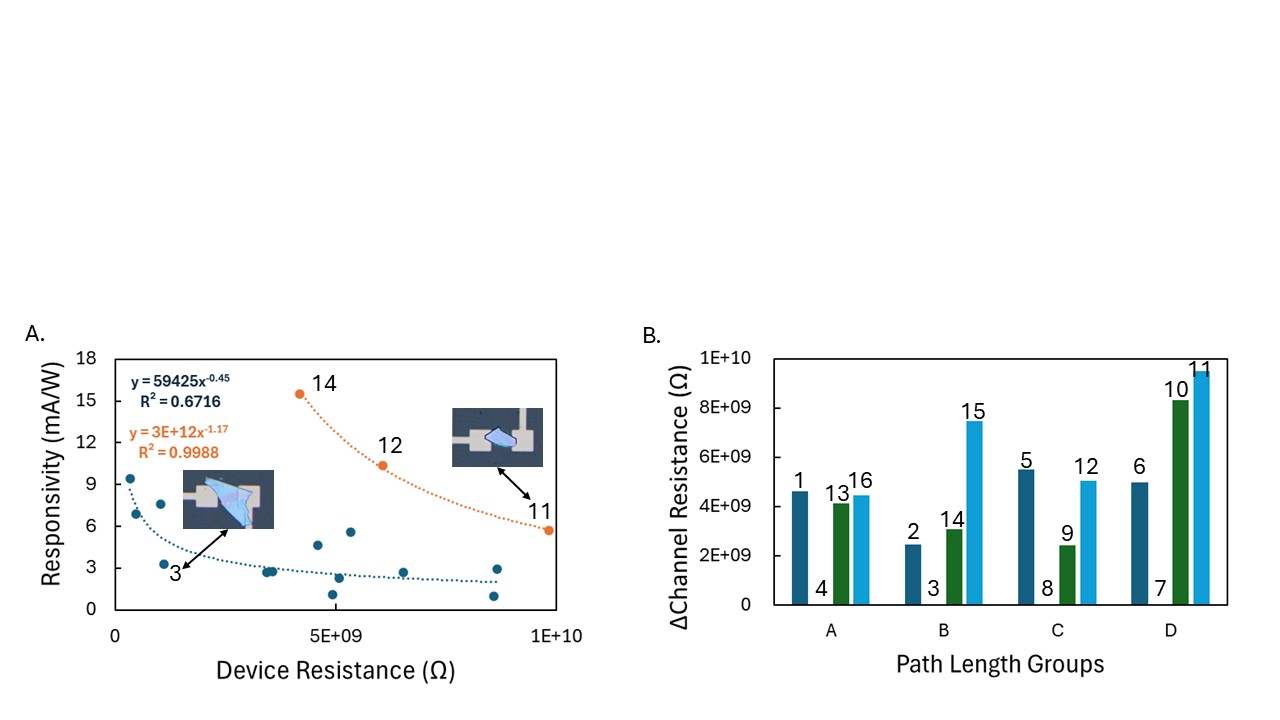 A.
Responsivity (mA/W)
18
15
12
9
6
3
0
y = 59425x-0.45
R2 = 0.6716
y = 3E+12x-1.17
R2 = 0.9988
14
12
11
3
0
5E+09
1E+10
Device Resistance (Ω)
B.
ΔChannel Resistance (Ω)
1E+10
8E+09
6E+09
4E+09
2E+09
0
1
4
13
16
2
3
14
15
5
8
9
12
6
7
10
11
A
B
C
D
Path Length Groups